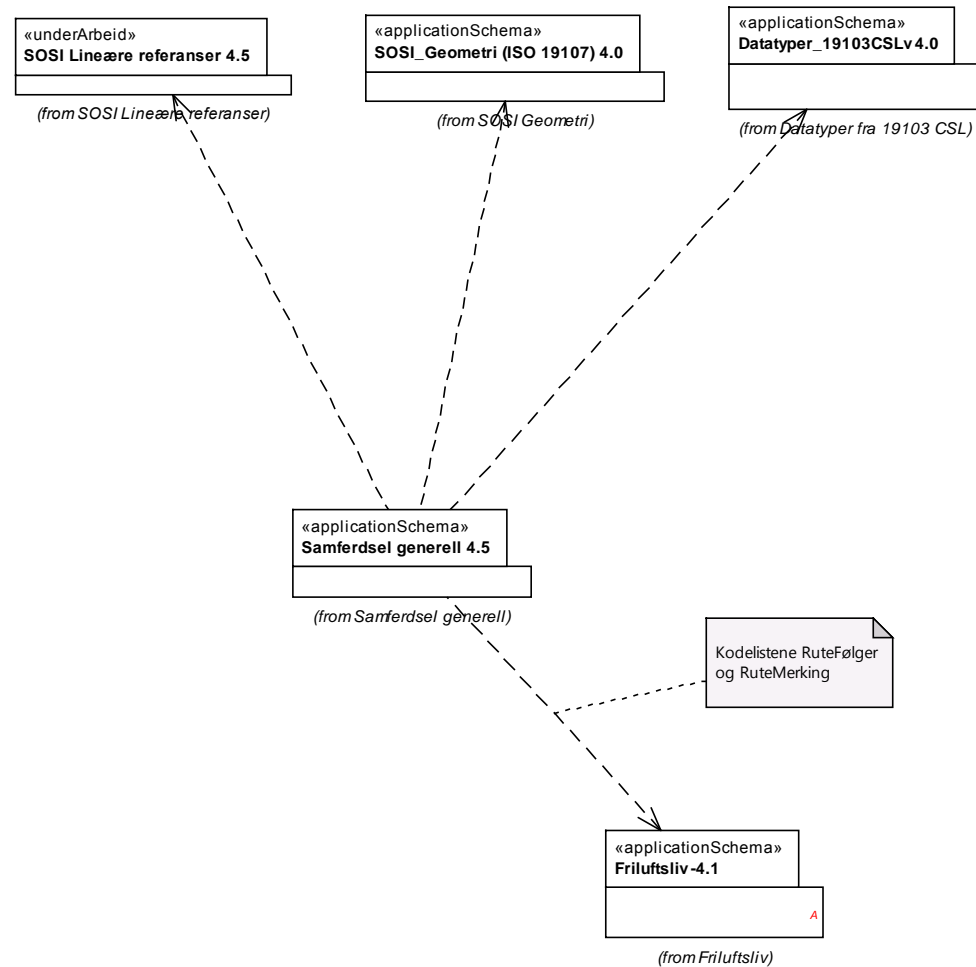 «underArbeid»
SOSI Lineære referanser 4.5
(from SOSI Lineære referanser)
«applicationSchema»
SOSI_Geometri (ISO 19107) 4.0
(from SOSI Geometri)
«applicationSchema»
Datatyper_19103CSLv4.0
(from Datatyper fra 19103 CSL)
«applicationSchema»
Samferdsel generell 4.5
(from Samferdsel generell)
Kodelistene RuteFølger
og RuteMerking
«applicationSchema»
Friluftsliv-4.1
A
(from Friluftsliv)